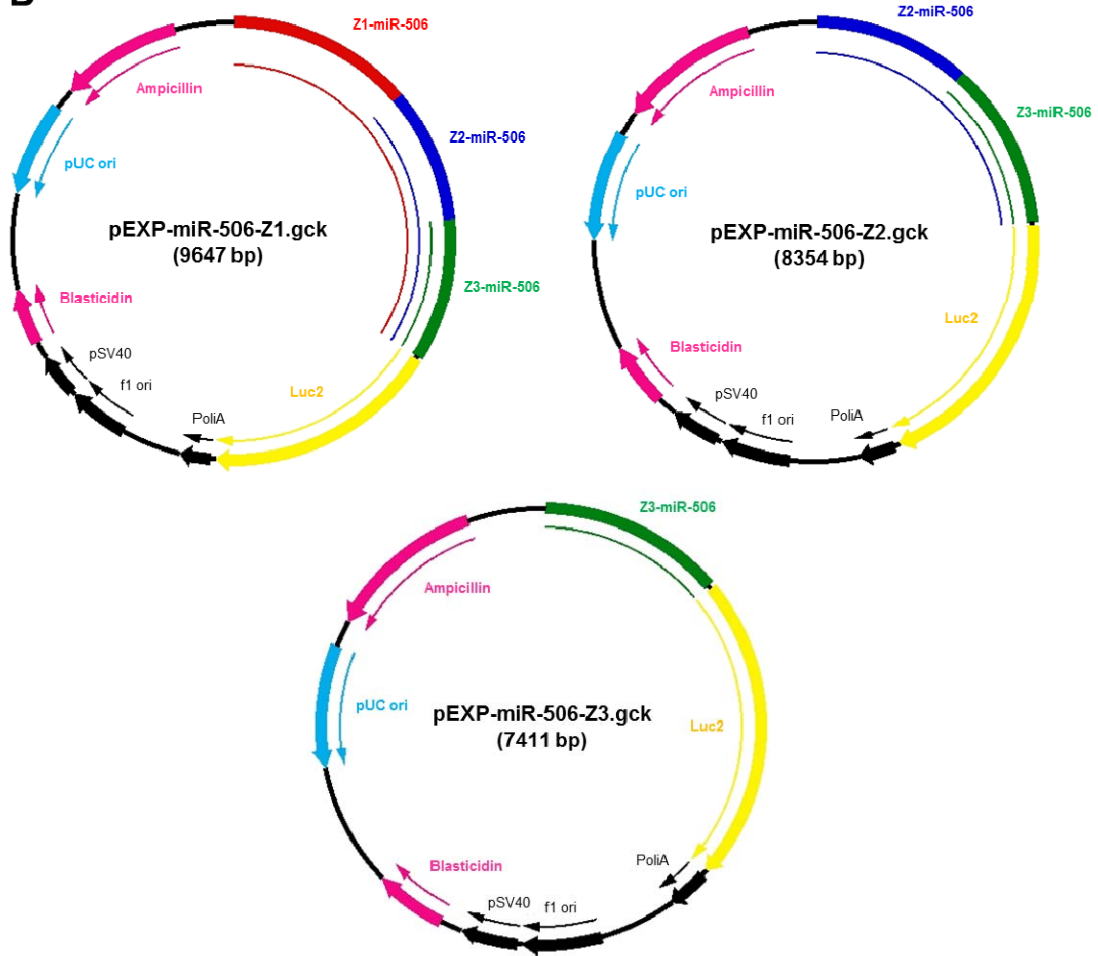 B
Z1-miR-506
Ampicillin
Z2-miR-506
pUC ori
pEXP-miR-506-Z1.gck
(9647 bp)
Z3-miR-506
Blasticidin
pSV40
f1 ori
Luc2
PoliA
Z2-miR-506
Ampicillin
Z3-miR-506
pUC ori
pEXP-miR-506-Z2.gck
(8354 bp)
Luc2
Blasticidin
pSV40
f1 ori
PoliA
Z3-miR-506
Ampicillin
pUC ori
pEXP-miR-506-Z3.gck
(7411 bp)
Luc2
PoliA
Blasticidin
pSV40
f1 ori